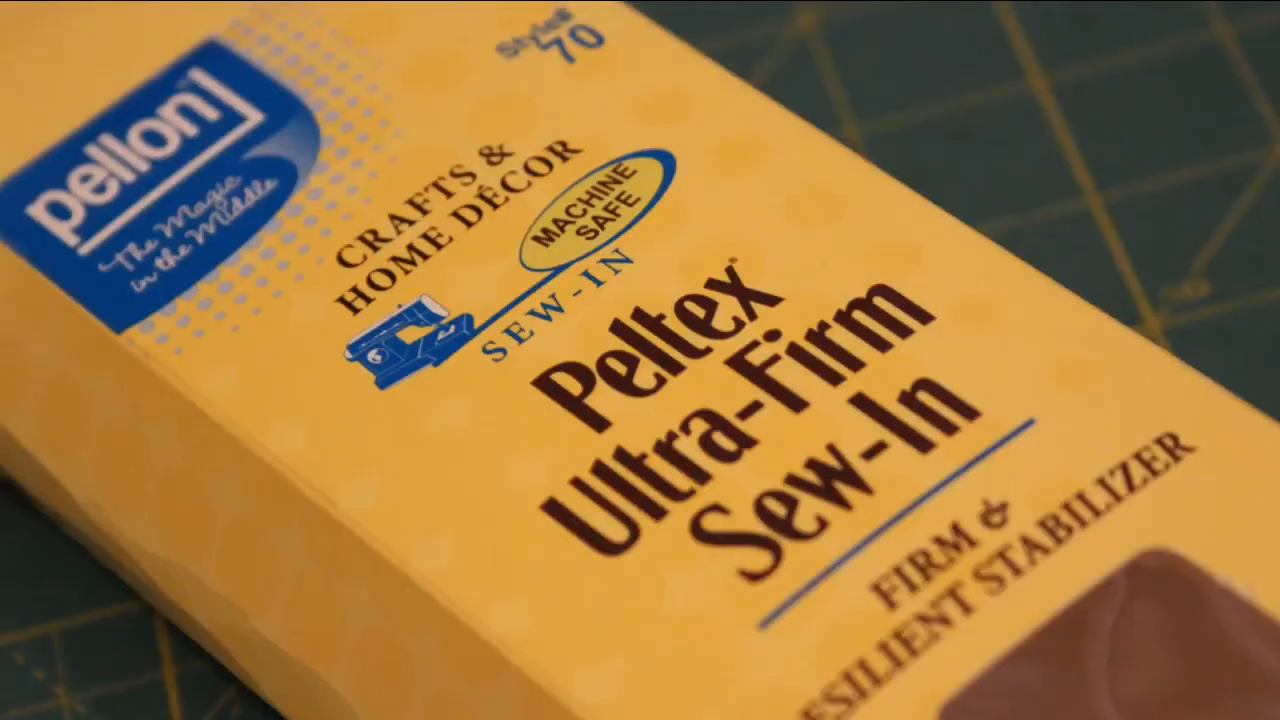 Style# 70
pellon
The Magic
in the Middle
CRAFTS &
HOME DÉCOR
MACHINE
SAFE
SEW-IN
Peltex®
Ultra-Firm
Sew-In
FIRM &
ESILIENT STABILIZER